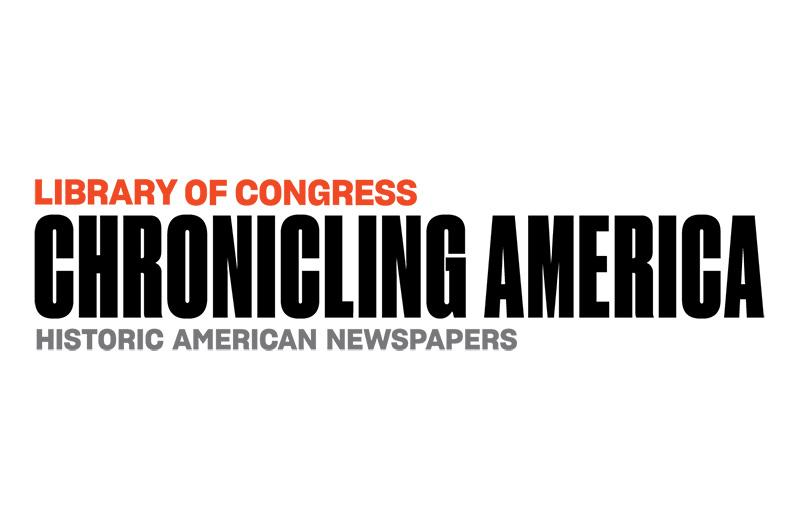 LIBRARY OF CONGRESS
CHRONICLING AMERICA
HISTORIC AMERICAN NEWSPAPERS